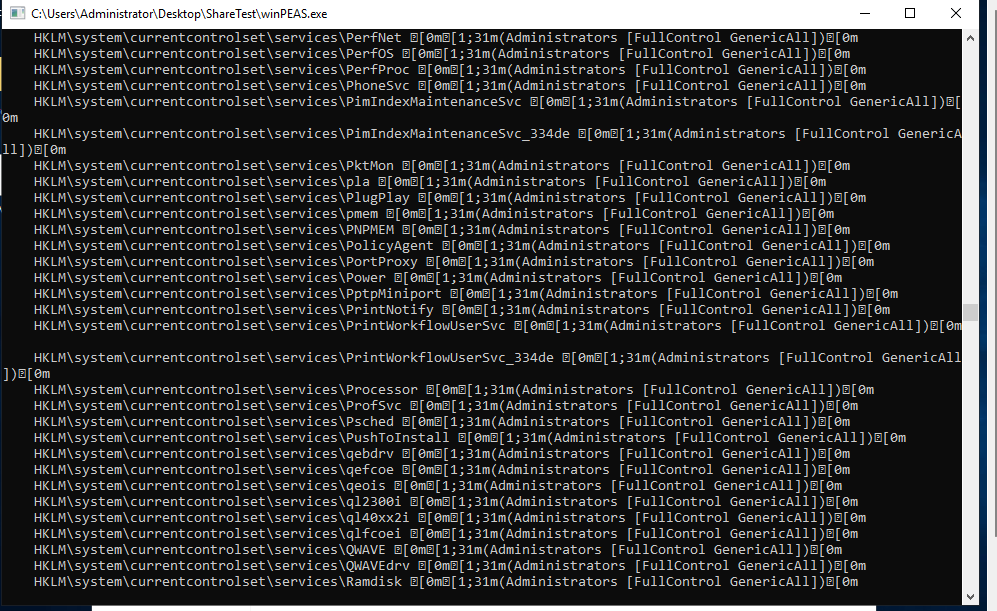 C:\Users\Administrator\Desktop\ShareTest\winPEAS.exe
HKLM\system\currentcontrolset\services\PerfNet ⍰[0m⍰[1;31m(Administrators [FullControl GenericAll])⍰[0m
HKLM\system\currentcontrolset\services\PerfOS ⍰[0m⍰[1;31m(Administrators [FullControl GenericAll])⍰[0m
HKLM\system\currentcontrolset\services\PerfProc ⍰[0m⍰[1;31m(Administrators [FullControl GenericAll])⍰[0m
HKLM\system\currentcontrolset\services\PhoneSvc ⍰[0m⍰[1;31m(Administrators [FullControl GenericAll])⍰[0m
HKLM\system\currentcontrolset\services\PimIndexMaintenanceSvc ⍰[0m⍰[1;31m(Administrators [FullControl GenericAll])⍰[
0m
HKLM\system\currentcontrolset\services\PimIndexMaintenanceSvc_334de ⍰[0m⍰[1;31m(Administrators [FullControl GenericA
ll])⍰[0m
HKLM\system\currentcontrolset\services\PktMon ⍰[0m⍰[1;31m(Administrators [FullControl GenericAll])⍰[0m
HKLM\system\currentcontrolset\services\pla ⍰[0m⍰[1;31m(Administrators [FullControl GenericAll])⍰[0m
HKLM\system\currentcontrolset\services\PlugPlay ⍰[0m⍰[1;31m(Administrators [FullControl GenericAll])⍰[0m
HKLM\system\currentcontrolset\services\pmem ⍰[0m⍰[1;31m(Administrators [FullControl GenericAll])⍰[0m
HKLM\system\currentcontrolset\services\PNPMEM ⍰[0m⍰[1;31m(Administrators [FullControl GenericAll])⍰[0m
HKLM\system\currentcontrolset\services\PolicyAgent ⍰[0m⍰[1;31m(Administrators [FullControl GenericAll])⍰[0m
HKLM\system\currentcontrolset\services\PortProxy ⍰[0m⍰[1;31m(Administrators [FullControl GenericAll])⍰[0m
HKLM\system\currentcontrolset\services\Power ⍰[0m⍰[1;31m(Administrators [FullControl GenericAll])⍰[0m
HKLM\system\currentcontrolset\services\PptpMiniport ⍰[0m⍰[1;31m(Administrators [FullControl GenericAll])⍰[0m
HKLM\system\currentcontrolset\services\PrintNotify ⍰[0m⍰[1;31m(Administrators [FullControl GenericAll])⍰[0m
HKLM\system\currentcontrolset\services\PrintWorkflowUserSvc ⍰[0m⍰[1;31m(Administrators [FullControl GenericAll])⍰[0m
HKLM\system\currentcontrolset\services\PrintWorkflowUserSvc_334de ⍰[0m⍰[1;31m(Administrators [FullControl GenericAll
])⍰[0m
HKLM\system\currentcontrolset\services\Processor ⍰[0m⍰[1;31m(Administrators [FullControl GenericAll])⍰[0m
HKLM\system\currentcontrolset\services\ProfSvc ⍰[0m⍰[1;31m(Administrators [FullControl GenericAll])⍰[0m
HKLM\system\currentcontrolset\services\Psched ⍰[0m⍰[1;31m(Administrators [FullControl GenericAll])⍰[0m
HKLM\system\currentcontrolset\services\PushToInstall ⍰[0m⍰[1;31m(Administrators [FullControl GenericAll])⍰[0m
HKLM\system\currentcontrolset\services\qebdrv ⍰[0m⍰[1;31m(Administrators [FullControl GenericAll])⍰[0m
HKLM\system\currentcontrolset\services\qefcoe ⍰[0m⍰[1;31m(Administrators [FullControl GenericAll])⍰[0m
HKLM\system\currentcontrolset\services\qeois ⍰[0m⍰[1;31m(Administrators [FullControl GenericAll])⍰[0m
HKLM\system\currentcontrolset\services\ql2300i ⍰[0m⍰[1;31m(Administrators [FullControl GenericAll])⍰[0m
HKLM\system\currentcontrolset\services\ql40xx2i ⍰[0m⍰[1;31m(Administrators [FullControl GenericAll])⍰[0m
HKLM\system\currentcontrolset\services\qlfcoei ⍰[0m⍰[1;31m(Administrators [FullControl GenericAll])⍰[0m
HKLM\system\currentcontrolset\services\QWAVE ⍰[0m⍰[1;31m(Administrators [FullControl GenericAll])⍰[0m
HKLM\system\currentcontrolset\services\QWAVEdrv ⍰[0m⍰[1;31m(Administrators [FullControl GenericAll])⍰[0m
HKLM\system\currentcontrolset\services\Ramdisk ⍰[0m⍰[1;31m(Administrators [FullControl GenericAll])⍰[0m